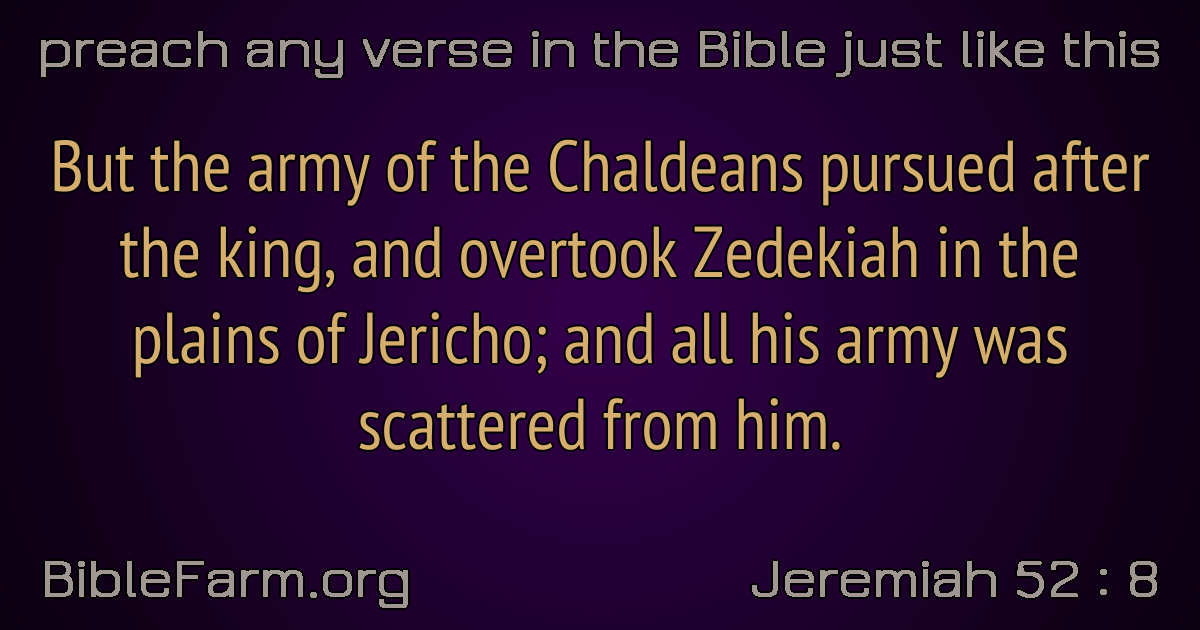 preach any verse in the Bible just like this
But the army of the Chaldeans pursued after
the king, and overtook Zedekiah in the
plains of Jericho; and all his army was
scattered from him.
BibleFarm.org
Jeremiah 52 : 8